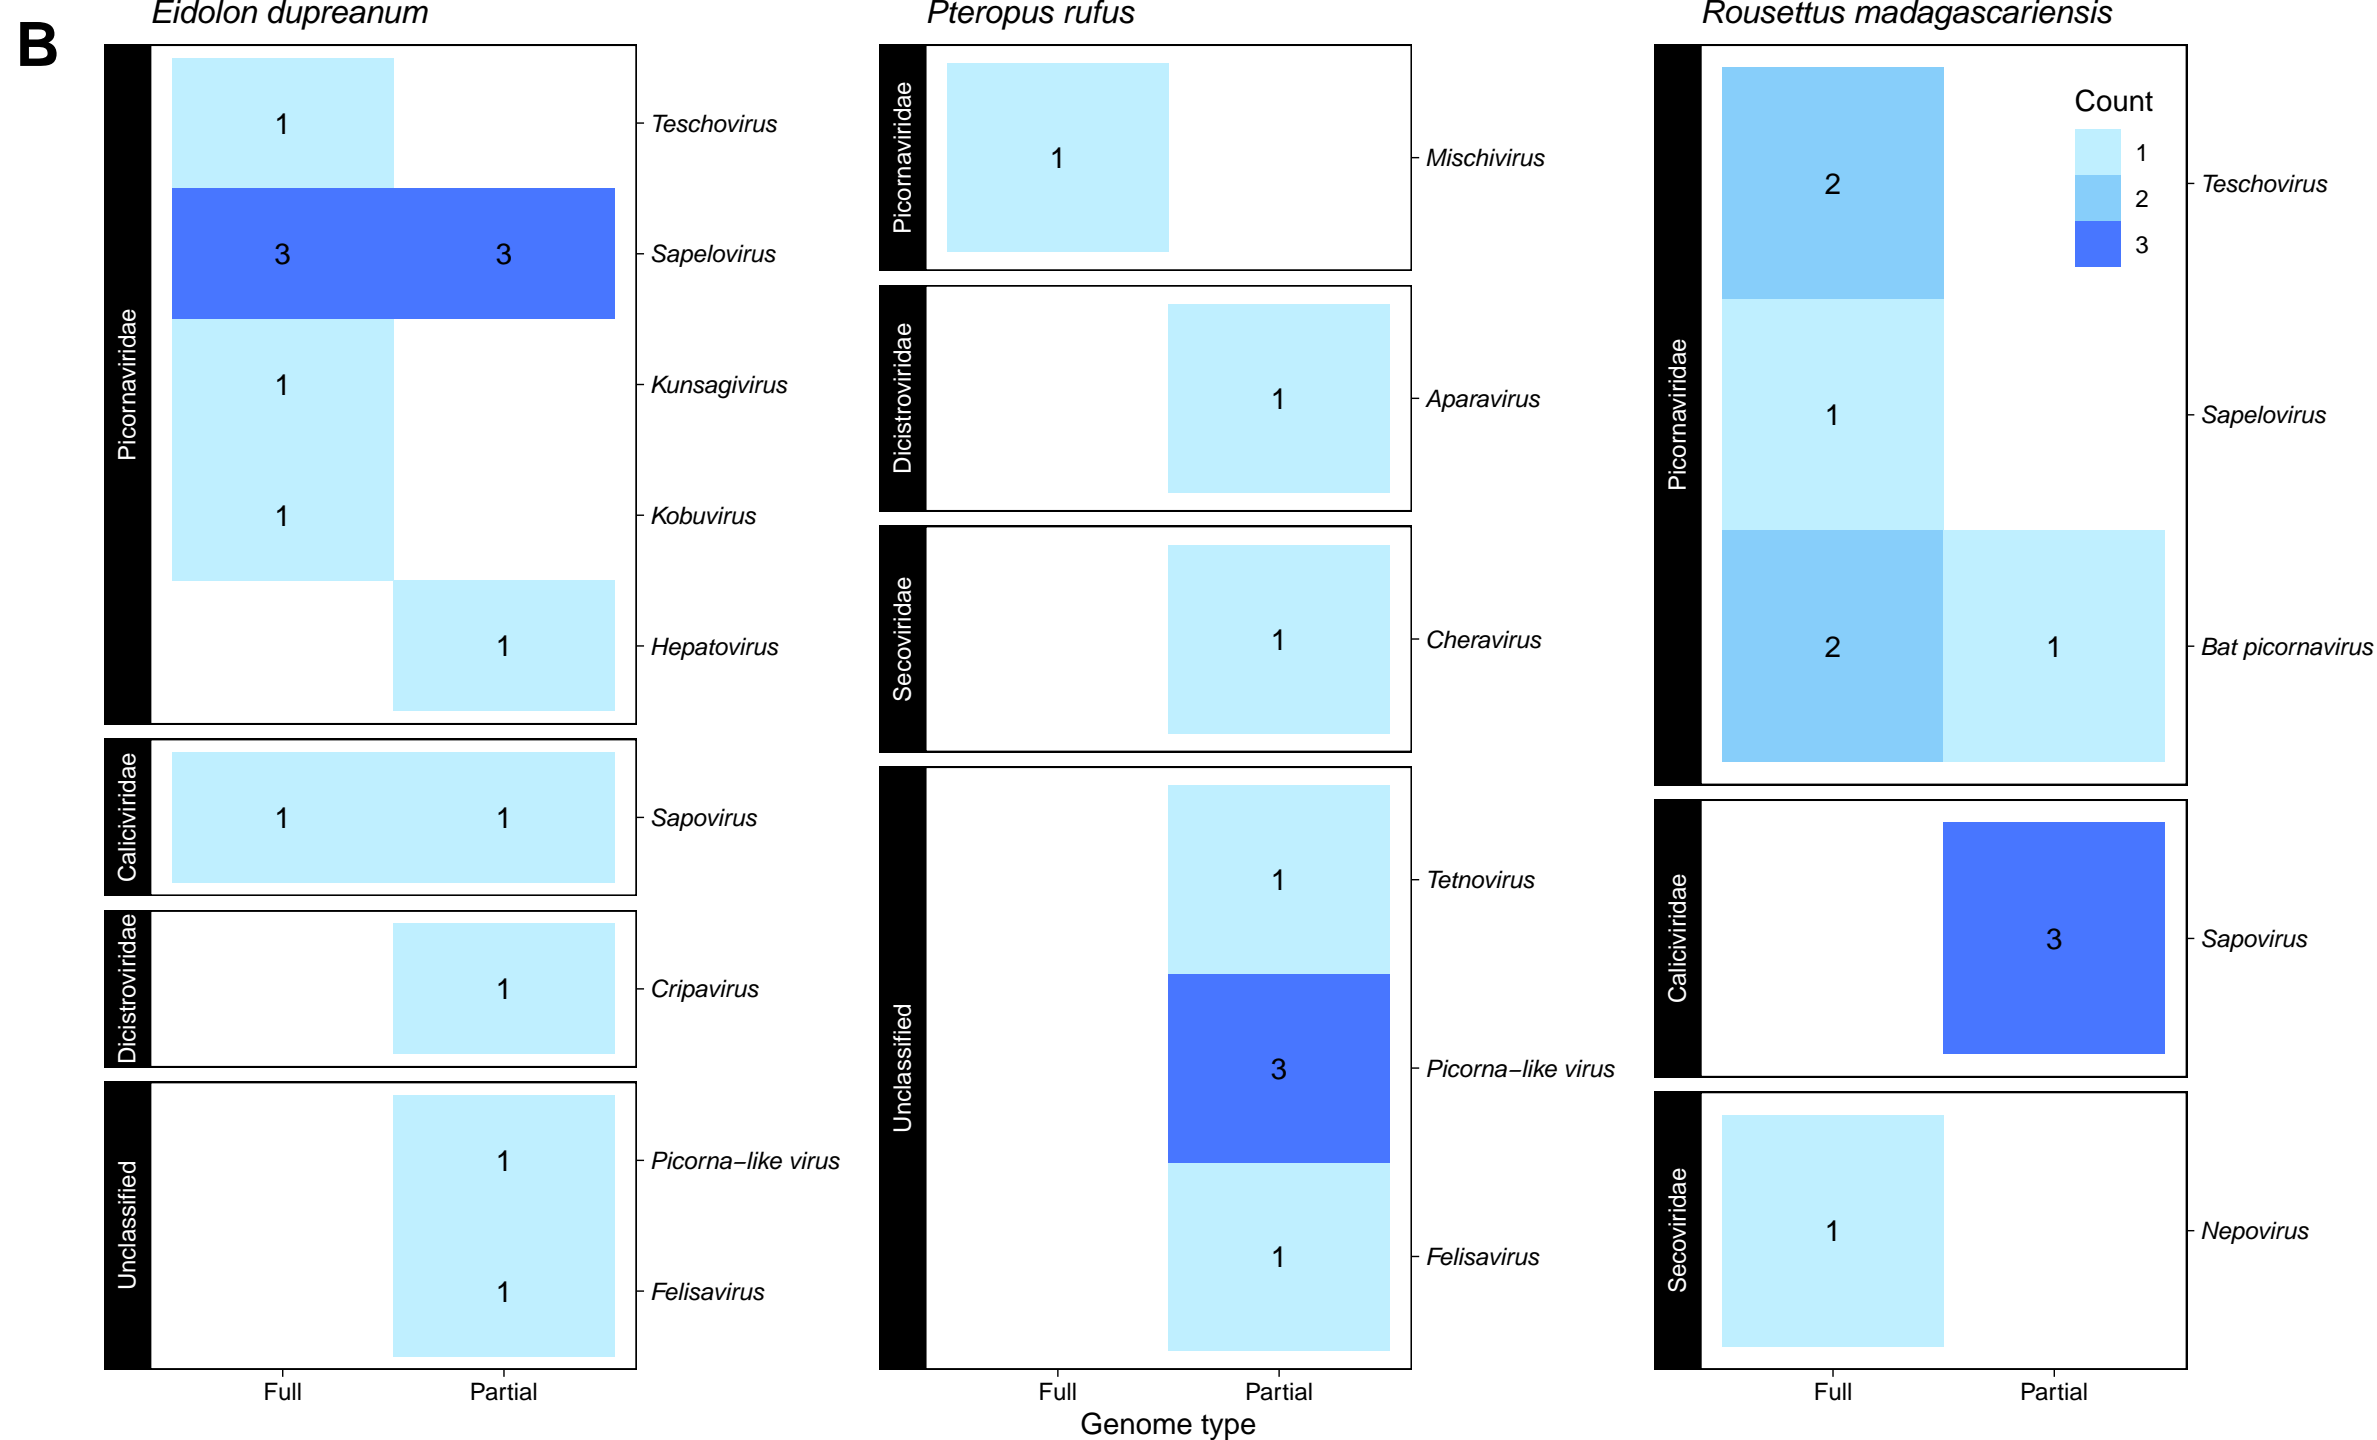 B
Eidolon dupreanum
Picornaviridae
1
Teschovirus
3 3
Sapelovirus
1
Kunsagivirus
1
Kobuvirus
1
Hepatovirus
Caliciviridae
1 1
Sapovirus
Dicistroviridae
1
Cripavirus
Unclassified
1
Picorna−like virus
1
Felisavirus
Full Partial
Pteropus rufus
Picornaviridae
1
Mischivirus
Dicistroviridae
1
Aparavirus
Secoviridae
1
Cheravirus
Unclassified
1
Tetnovirus
3
Picorna−like virus
1
Felisavirus
Full Partial
Genome type
Rousettus madagascariensis
Picornaviridae
Count
1
2
3
2
Teschovirus
1
Sapelovirus
2 1
Bat picornavirus
Caliciviridae
3
Sapovirus
Secoviridae
1
Nepovirus
Full Partial